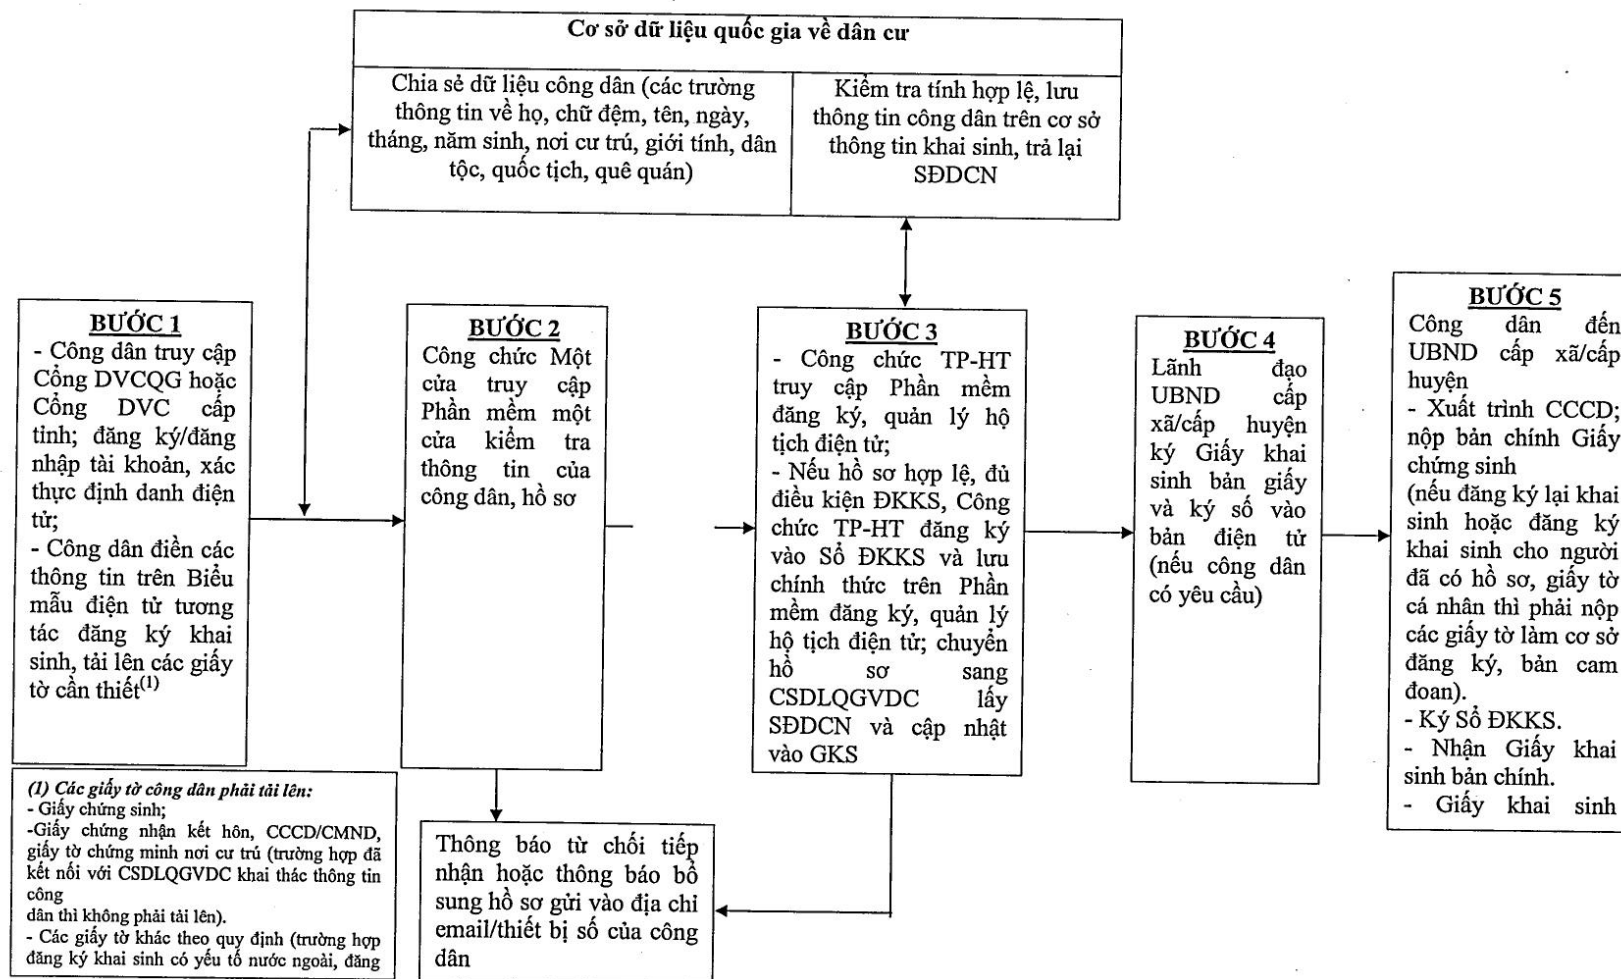 Cơ sở dữ liệu quốc gia về dân cư
Chia sẻ dữ liệu công dân (các trường
thông tin về họ, chữ đệm, tên, ngày,
tháng, năm sinh, nơi cư trú, giới tính, dân
tộc, quốc tịch, quê quán)
Kiểm tra tính hợp lệ, lưu
thông tin công dân trên cơ sở
thông tin khai sinh, trả lại
SĐDCN
BƯỚC 1
- Công dân truy cập
Cổng DVCQG hoặc
Cổng DVC cấp
tỉnh; đăng ký/đăng
nhập tài khoản, xác
thực định danh điện
tử;
- Công dân điền các
thông tin trên Biểu
mẫu điện tử tương
tác đăng ký khai
sinh, tải lên các giấy
tờ cần thiết(1)
BƯỚC 2
Công chức Một
cửa truy cập
Phần mềm một
cửa kiểm tra
thông tin của
công dân, hồ sơ
BƯỚC 3
- Công chức TP-HT
truy cập Phần mềm
đăng ký, quản lý hộ
tịch điện tử;
- Nếu hồ sơ hợp lệ, đủ
điều kiện ĐKKS, Công
chức TP-HT đăng ký
vào Sổ ĐKKS và lưu
chính thức trên Phần
mềm đăng ký, quản lý
hộ tịch điện tử; chuyển
hồ sơ sang
CSDLQGVDC lấy
SĐDCN và cập nhật
vào GKS
BƯỚC 4
Lãnh đạo
UBND cấp
xã/cấp huyện
ký Giấy khai
sinh bản giấy
và ký số vào
bản điện tử
(nếu công dân
có yêu cầu)
BƯỚC 5
Công dân đến
UBND cấp xã/cấp
huyện
- Xuất trình CCCD;
nộp bản chính Giấy
chứng sinh
(nếu đăng ký lại khai
sinh hoặc đăng ký
khai sinh cho người
đã có hồ sơ, giấy tờ
cá nhân thì phải nộp
các giấy tờ làm cơ sở
đăng ký, bản cam
đoan).
- Ký Sổ ĐKKS.
- Nhận Giấy khai
sinh bản chính.
- Giấy khai sinh
(1) Các giấy tờ công dân phải tải lên:
- Giấy chứng sinh;
-Giấy chứng nhận kết hôn, CCCD/CMND,
giấy tờ chứng minh nơi cư trú (trường hợp đã
kết nối với CSDLQGVDC khai thác thông tin
công
dân thì không phải tải lên).
- Các giấy tờ khác theo quy định (trường hợp
đăng ký khai sinh có yếu tố nước ngoài, đăng
Thông báo từ chối tiếp
nhận hoặc thông báo bổ
sung hồ sơ gửi vào địa chỉ
email/thiết bị số của công
dân